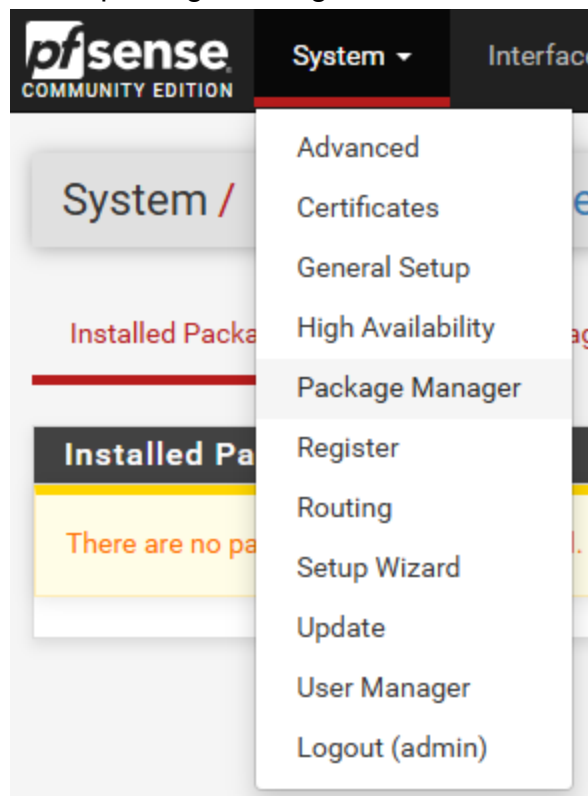 pfsense
COMMUNITY EDITION
System
Interfac
Advanced
System /
Certificates
General Setup
Installed Packa
High Availability
Package Manager
Installed Pa
Register
Routing
There are no pa
Setup Wizard
Update
User Manager
Logout (admin)